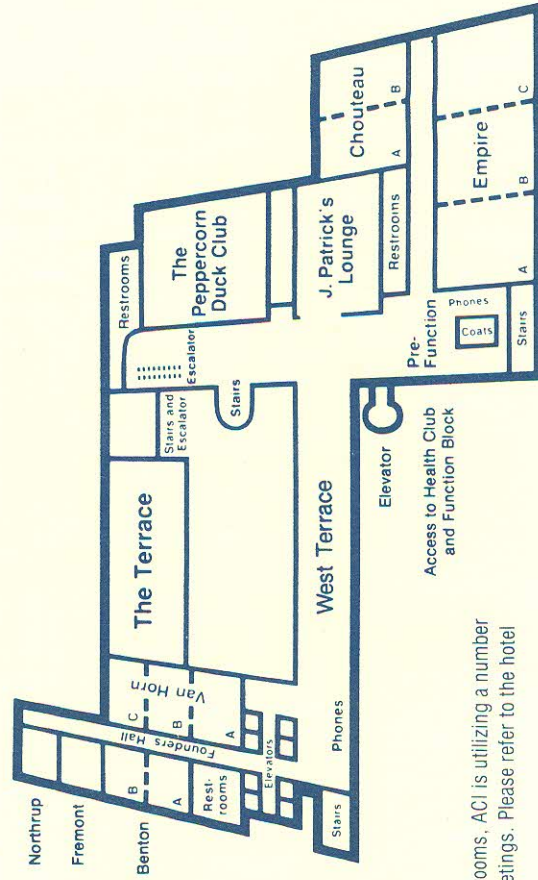 Northrup
Fremont
Benton
B
A
Rest-
rooms
Founders Hall
Van Horn
C
B
A
Elevators
Stairs
Phones
The Terrace
West Terrace
Stairs and
Escalator
Stairs
Escalator
Restrooms
The
Peppercorn
Duck Club
J. Patrick's
Lounge
Restrooms
Chouteau
A
B
Empire
A
B
C
Pre-
Function
Phones
Coats
Stairs
Elevator
Access to Health Club
and Function Block
ooms, ACI is utilizing a number
etings. Please refer to the hotel